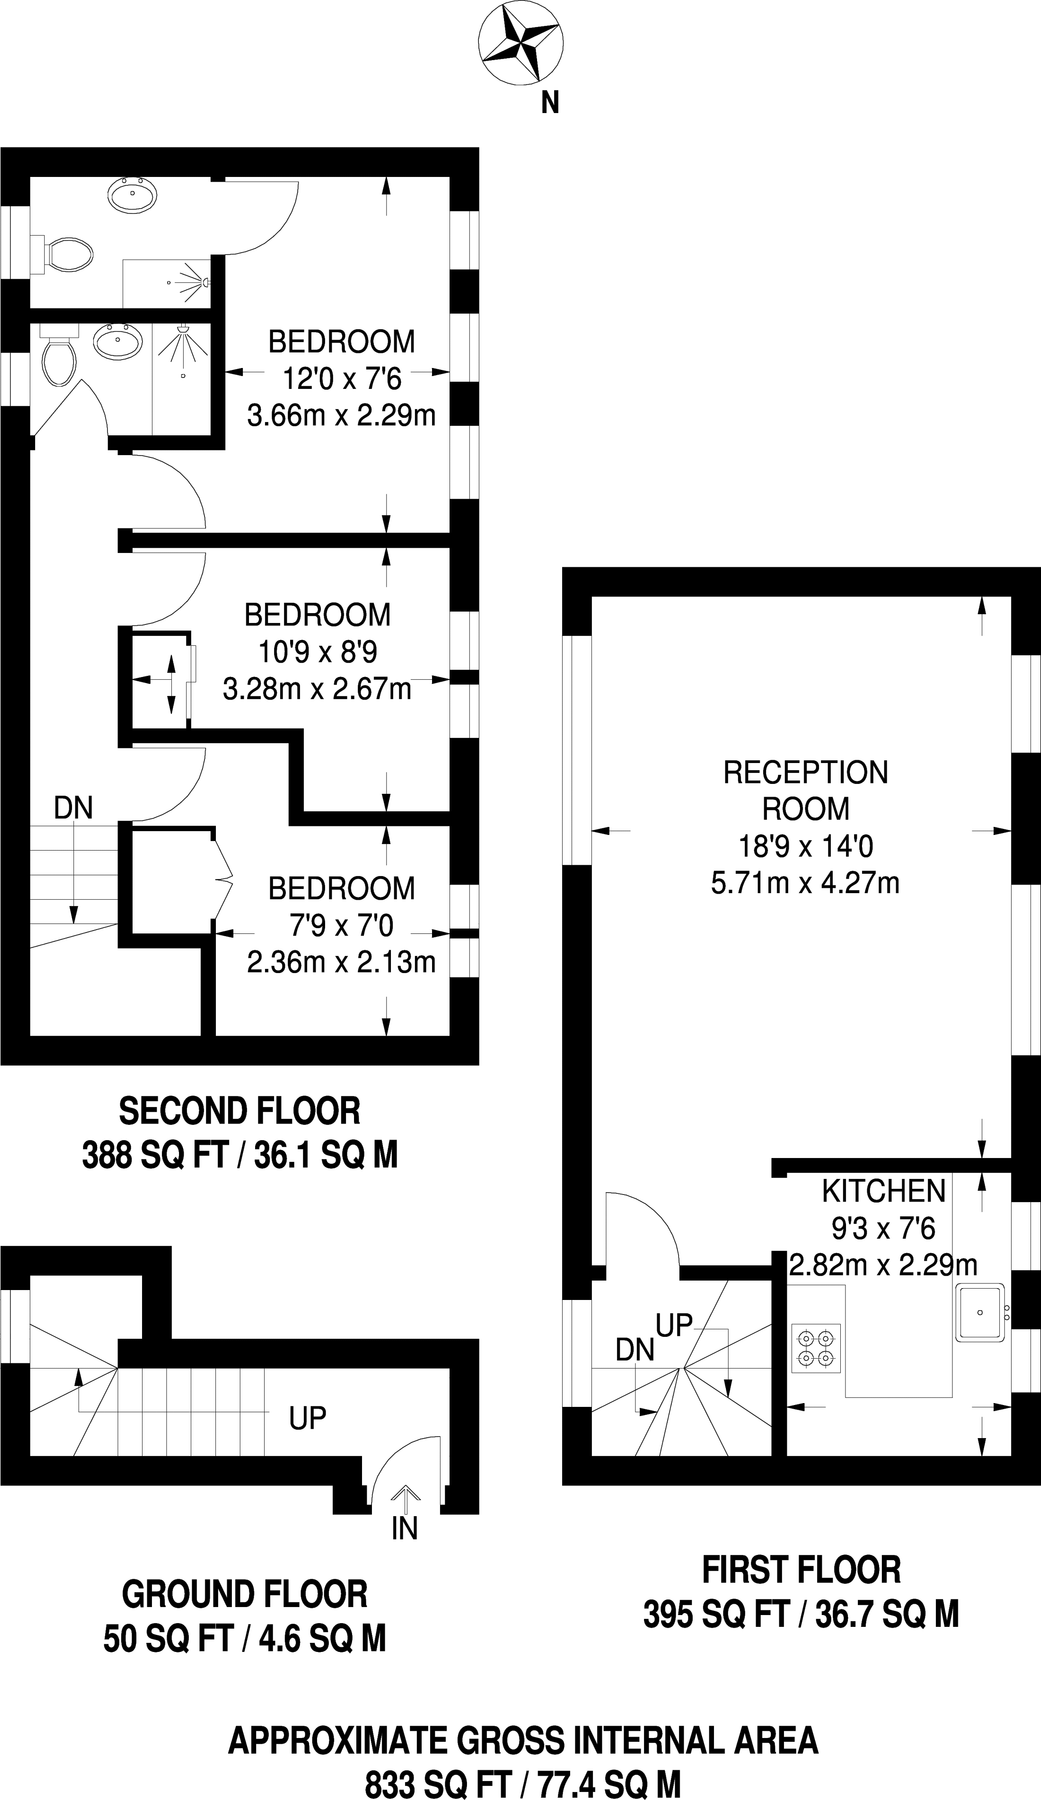 N
BEDROOM
12'0 x 7'6
3.66m x 2.29m
BEDROOM
10'9 x 8'9
3.28m x 2.67m
DN
BEDROOM
7'9 x 7'0
2.36m x 2.13m
SECOND FLOOR
388 SQ FT / 36.1 SQ M
RECEPTION
ROOM
18'9 x 14'0
5.71m x 4.27m
KITCHEN
9'3 x 7'6
2.82m x 2.29m
UP
DN
UP
IN
GROUND FLOOR
50 SQ FT / 4.6 SQ M
FIRST FLOOR
395 SQ FT / 36.7 SQ M
APPROXIMATE GROSS INTERNAL AREA
833 SQ FT / 77.4 SQ M